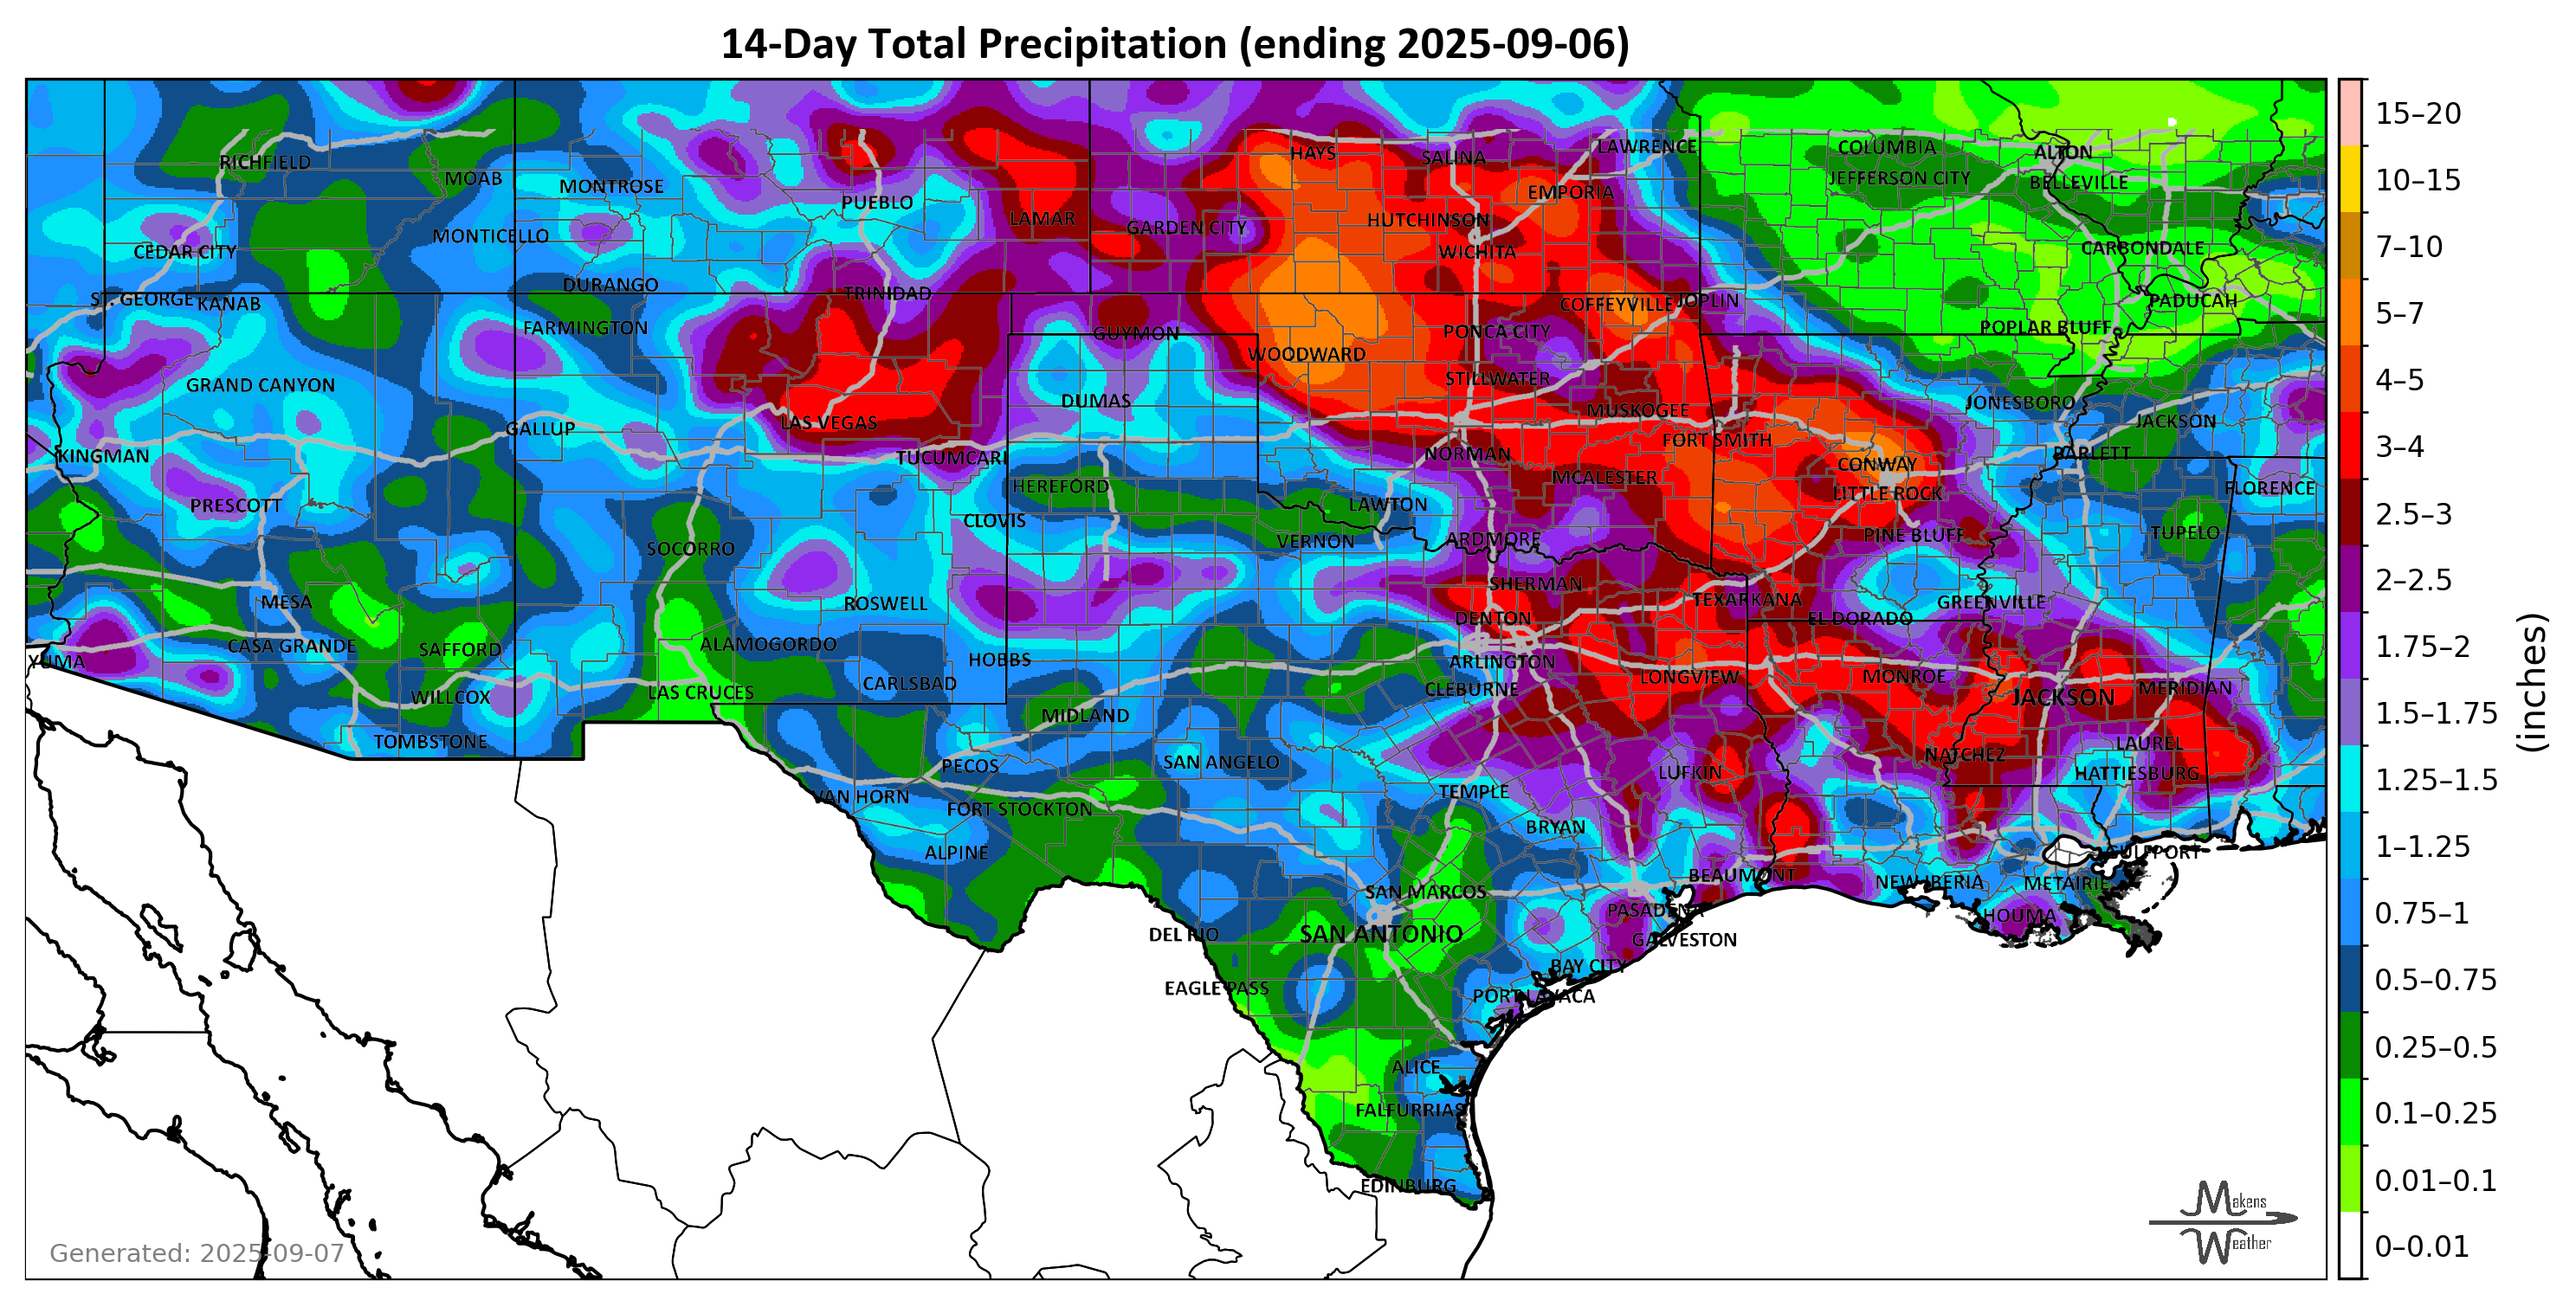 14-Day Total Precipitation (ending 2025-09-06)
HAYS
SALINA
LAWRENCE
COLUMBIA
ALTON
RICHFIELD
MOAB
MONTROSE
EMPORIA
JEFFERSON CITY
BELLEVILLE
PUEBLO
LAMAR
GARDEN CITY
HUTCHINSON
MONTICELLO
CEDAR CITY
WICHITA
CARBONDALE
DURANGO
TRINIDAD
ST. GEORGE
KANAB
COFFEYVILLE
JOPLIN
PADUCAH
FARMINGTON
GUYMON
PONCA CITY
POPLAR BLUFF
WOODWARD
GRAND CANYON
STILLWATER
DUMAS
JONESBORO
MUSKOGEE
GALLUP
LAS VEGAS
JACKSON
FORT SMITH
KINGMAN
TUCUMCARI
NORMAN
BARLETT
CONWAY
HEREFORD
MCALESTER
LITTLE ROCK
FLORENCE
PRESCOTT
LAWTON
CLOVIS
TUPELO
SOCORRO
VERNON
ARDMORE
PINE BLUFF
SHERMAN
MESA
ROSWELL
TEXARKANA
GREENVILLE
DENTON
EL DORADO
CASA GRANDE
SAFFORD
ALAMOGORDO
YUMA
HOBBS
ARLINGTON
LONGVIEW
MONROE
WILLCOX
LAS CRUCES
CARLSBAD
CLEBURNE
JACKSON
MERIDIAN
MIDLAND
TOMBSTONE
PECOS
SAN ANGELO
LUFKIN
NATCHEZ
LAUREL
HATTIESBURG
VAN HORN
FORT STOCKTON
TEMPLE
BRYAN
ALPINE
GULFPORT
SAN MARCOS
BEAUMONT
NEW IBERIA
METAIRIE
PASADENA
HOUMA
DEL RIO
SAN ANTONIO
GALVESTON
BAY CITY
EAGLE PASS
PORT LAVACA
ALICE
FALFURRIAS
EDINBURG
15–20
10–15
7–10
5–7
4–5
3–4
2.5–3
2–2.5
1.75–2
1.5–1.75
1.25–1.5
1–1.25
0.75–1
0.5–0.75
0.25–0.5
0.1–0.25
0.01–0.1
0–0.01
(inches)
Generated: 2025-09-07
Makens
Weather